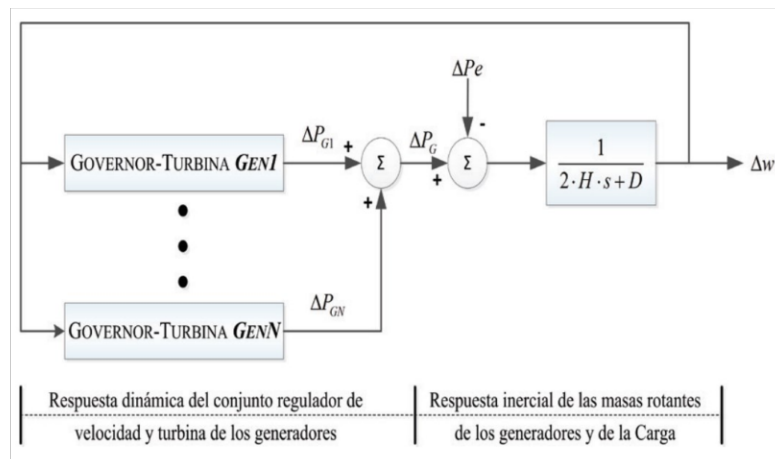 ΔPe
ΔP_G1
ΔP_G
GOVERNOR-TURBINA GEN1
+
Σ
+
-
Σ
+
1
2·H·s+D
Δw
ΔP_GN
GOVERNOR-TURBINA GENN
Respuesta dinámica del conjunto regulador de
velocidad y turbina de los generadores
Respuesta inercial de las masas rotantes
de los generadores y de la Carga